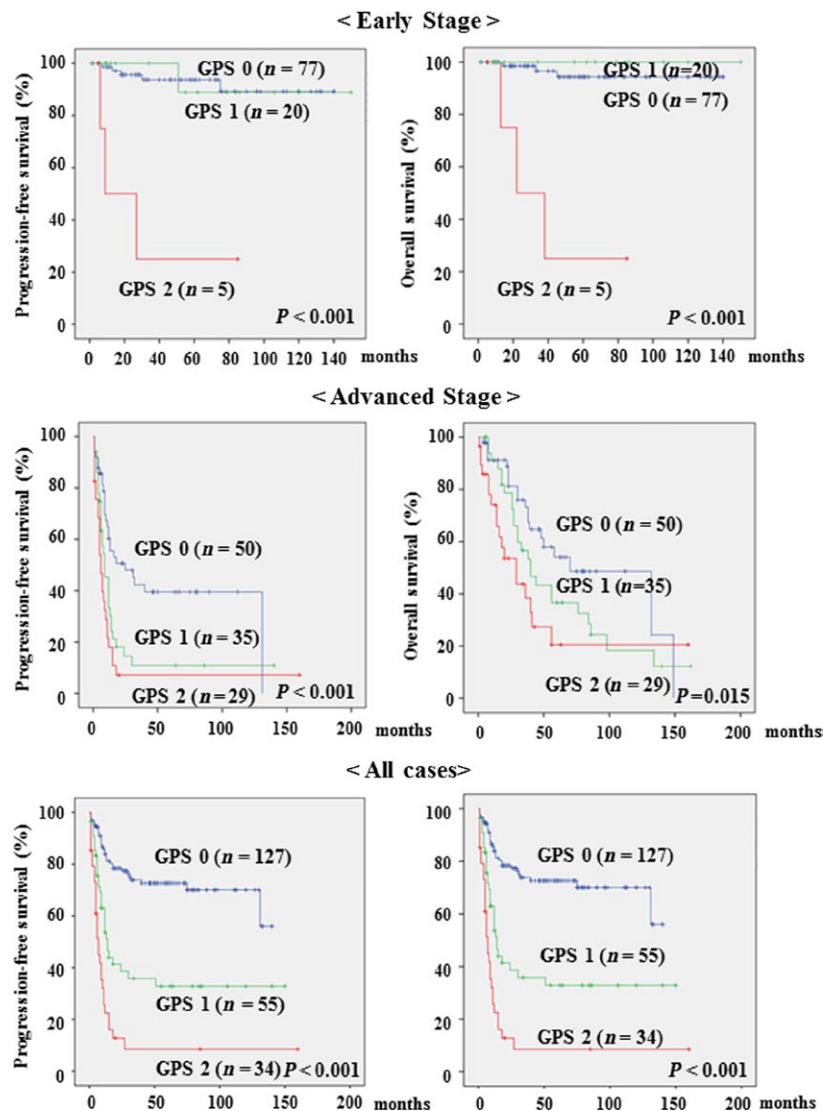 < Early Stage >
Progression-free survival (%)
100
80
60
40
20
0
GPS 0 (n = 77)
GPS 1 (n = 20)
GPS 2 (n = 5)
P < 0.001
0 20 40 60 80 100 120 140 months
Overall survival (%)
100
80
60
40
20
0
GPS 1 (n=20)
GPS 0 (n = 77)
GPS 2 (n = 5)
P < 0.001
0 20 40 60 80 100 120 140 months
< Advanced Stage >
Progression-free survival (%)
100
80
60
40
20
0
GPS 0 (n = 50)
GPS 1 (n = 35)
GPS 2 (n = 29)
P < 0.001
0 50 100 150 200 months
Overall survival (%)
100
80
60
40
20
0
GPS 0 (n = 50)
GPS 1 (n=35)
GPS 2 (n = 29)
P=0.015
0 50 100 150 200 months
< All cases>
Progression-free survival (%)
100
80
60
40
20
0
GPS 0 (n = 127)
GPS 1 (n = 55)
GPS 2 (n = 34) P < 0.001
0 50 100 150 200 months
Overall survival (%)
100
80
60
40
20
0
GPS 0 (n = 127)
GPS 1 (n = 55)
GPS 2 (n = 34)
P < 0.001
0 50 100 150 200 months